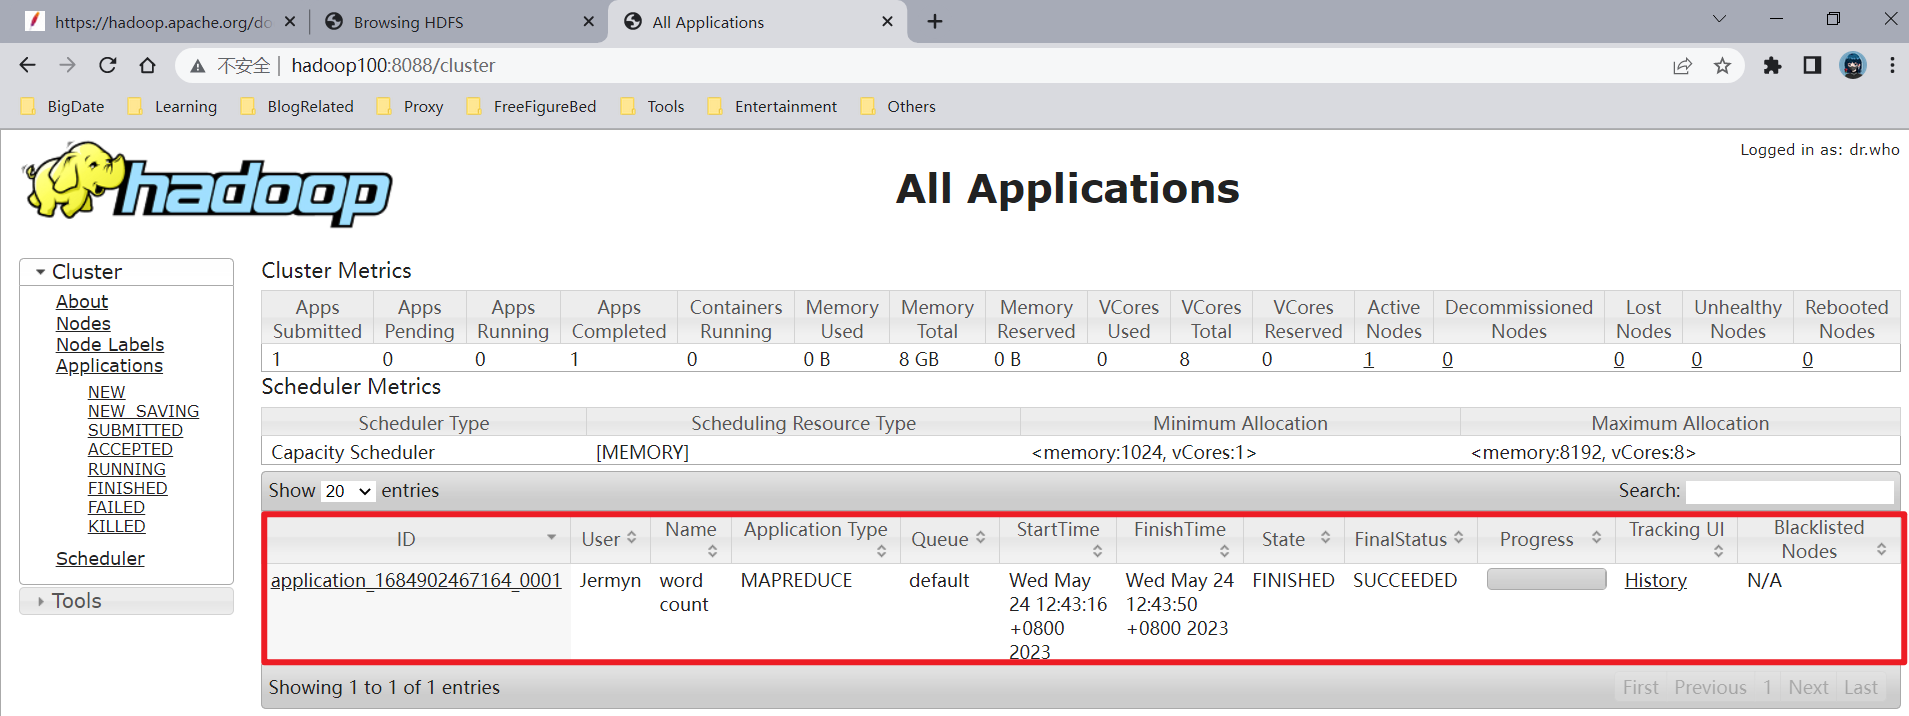 https://hadoop.apache.org/do
Browsing HDFS
All Applications
不安全 | hadoop100:8088/cluster
BigDate Learning BlogRelated Proxy FreeFigureBed Tools Entertainment Others
Logged in as: dr.who
hadoop
All Applications
Cluster
About
Nodes
Node Labels
Applications
NEW
NEW_SAVING
SUBMITTED
ACCEPTED
RUNNING
FINISHED
FAILED
KILLED
Scheduler
Tools
Cluster Metrics
Apps Submitted Apps Pending Apps Running Apps Completed Containers Running Memory Used Memory Total Memory Reserved VCores Used VCores Total VCores Reserved Active Nodes Decommissioned Nodes Lost Nodes Unhealthy Nodes Rebooted Nodes
1 0 0 1 0 0 B 8 GB 0 B 0 8 0 1 0 0 0 0
Scheduler Metrics
Scheduler Type Scheduling Resource Type Minimum Allocation Maximum Allocation
Capacity Scheduler [MEMORY] <memory:1024, vCores:1> <memory:8192, vCores:8>
Show 20 entries Search:
ID User Name Application Type Queue StartTime FinishTime State FinalStatus Progress Tracking UI Blacklisted Nodes
application_1684902467164_0001 Jermyn word count MAPREDUCE default Wed May 24 12:43:16 +0800 2023 Wed May 24 12:43:50 +0800 2023 FINISHED SUCCEEDED History N/A
Showing 1 to 1 of 1 entries First Previous 1 Next Last